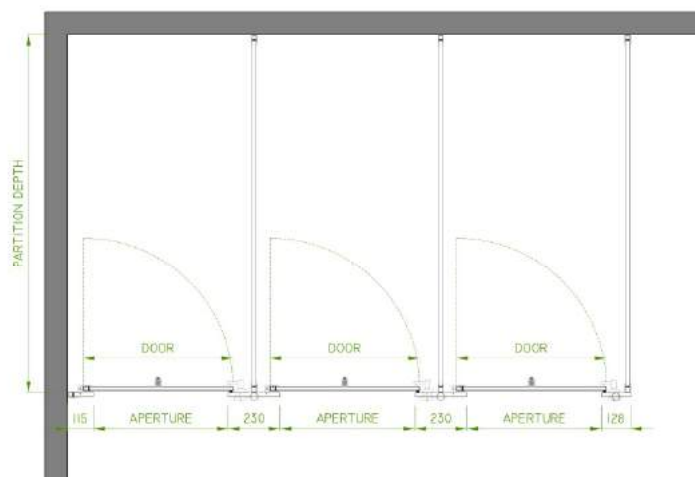 PARTITION DEPTH
DOOR
DOOR
DOOR
115
APERTURE
230
APERTURE
230
APERTURE
128